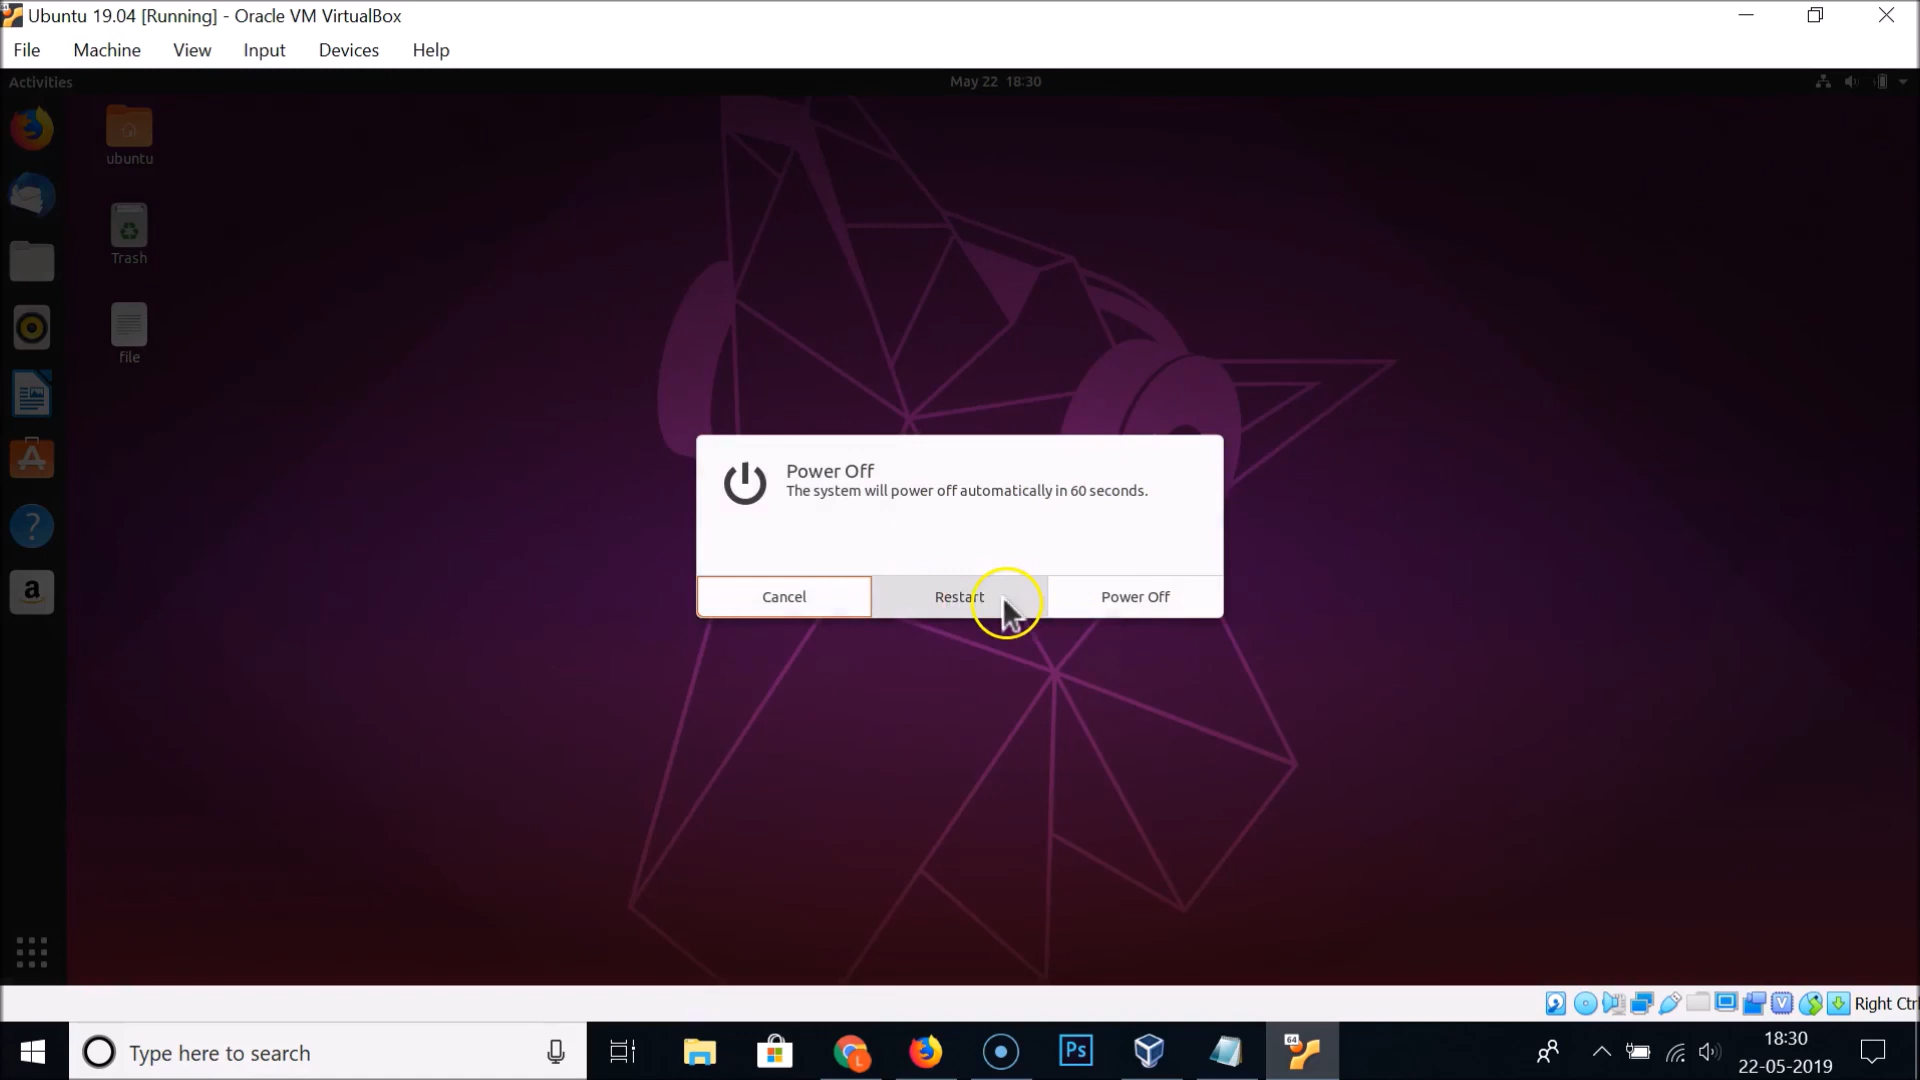 Ubuntu 19.04 [Running] - Oracle VM VirtualBox
File Machine View Input Devices Help
Activities
May 22 18:30
ubuntu
Trash
file
Power Off
The system will power off automatically in 60 seconds.
Cancel
Restart
Power Off
Right Ctrl
Type here to search
Ps
64
18:30
22-05-2019